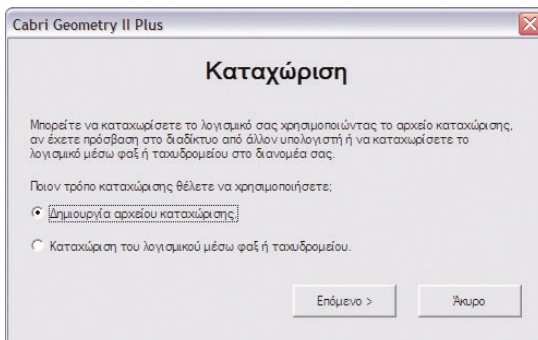 Cabri Geometry II Plus
Καταχώριση
Μπορείτε να καταχωρίσετε το λογισμικό σας χρησιμοποιώντας το αρχείο καταχώρισης,
αν έχετε πρόσβαση στο διαδίκτυο από άλλον υπολογιστή ή να καταχωρίσετε το
λογισμικό μέσω φαξ ή ταχυδρομείου στο διανομέα σας.
Ποιον τρόπο καταχώρισης θέλετε να χρησιμοποιήσετε;
Δημιουργία αρχείου καταχώρισης.
Καταχώριση του λογισμικού μέσω φαξ ή ταχυδρομείου.
Επόμενο > Άκυρο